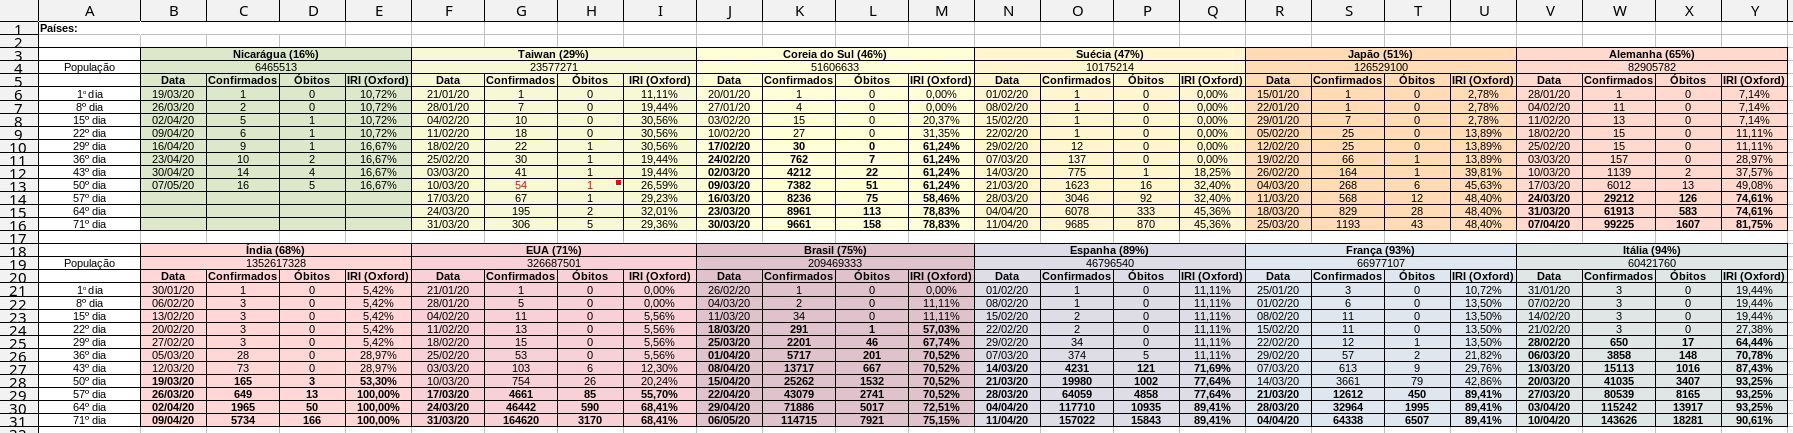 A B C D E F G H I J K L M N O P Q R S T U V W X Y
1 Países:
2
3 Nicarágua (16%) Taiwan (29%) Coreia do Sul (46%) Suécia (47%) Japão (51%) Alemanha (65%)
4 População 6465513 23577271 51606633 10175214 126529100 82905782
5 Data Confirmados Óbitos IRI (Oxford) Data Confirmados Óbitos IRI (Oxford) Data Confirmados Óbitos IRI (Oxford) Data Confirmados Óbitos IRI (Oxford) Data Confirmados Óbitos IRI (Oxford) Data Confirmados Óbitos IRI (Oxford)
6 1º dia 19/03/20 1 0 10,72% 21/01/20 1 0 11,11% 20/01/20 1 0 0,00% 01/02/20 1 0 0,00% 15/01/20 1 0 2,78% 28/01/20 1 0 7,14%
7 8º dia 26/03/20 2 0 10,72% 28/01/20 7 0 19,44% 27/01/20 4 0 0,00% 08/02/20 1 0 0,00% 22/01/20 1 0 2,78% 04/02/20 11 0 7,14%
8 15º dia 02/04/20 5 1 10,72% 04/02/20 10 0 30,56% 03/02/20 15 0 20,37% 15/02/20 1 0 0,00% 29/01/20 7 0 2,78% 11/02/20 13 0 7,14%
9 22º dia 09/04/20 6 1 10,72% 11/02/20 18 0 30,56% 10/02/20 27 0 31,35% 22/02/20 1 0 0,00% 05/02/20 25 0 13,89% 18/02/20 15 0 11,11%
10 29º dia 16/04/20 9 1 16,67% 18/02/20 22 1 30,56% 17/02/20 30 0 61,24% 29/02/20 12 0 0,00% 12/02/20 25 0 13,89% 25/02/20 15 0 11,11%
11 36º dia 23/04/20 10 2 16,67% 25/02/20 30 1 19,44% 24/02/20 762 7 61,24% 07/03/20 137 0 0,00% 19/02/20 66 1 13,89% 03/03/20 157 0 28,97%
12 43º dia 30/04/20 14 4 16,67% 03/03/20 41 1 19,44% 02/03/20 4212 22 61,24% 14/03/20 775 1 18,25% 26/02/20 164 1 39,81% 10/03/20 1139 2 37,57%
13 50º dia 07/05/20 16 5 16,67% 10/03/20 54 1 26,59% 09/03/20 7382 51 61,24% 21/03/20 1623 16 32,40% 04/03/20 268 6 45,63% 17/03/20 6012 13 49,08%
14 57º dia 17/03/20 67 1 29,23% 16/03/20 8236 75 58,46% 28/03/20 3046 92 32,40% 11/03/20 568 12 48,40% 24/03/20 29212 126 74,61%
15 64º dia 24/03/20 195 2 32,01% 23/03/20 8961 113 78,83% 04/04/20 6078 333 45,36% 18/03/20 829 28 48,40% 31/03/20 61913 583 74,61%
16 71º dia 31/03/20 306 5 29,36% 30/03/20 9661 158 78,83% 11/04/20 9685 870 45,36% 25/03/20 1193 43 48,40% 07/04/20 99225 1607 81,75%
17
18 Índia (68%) EUA (71%) Brasil (75%) Espanha (89%) França (93%) Itália (94%)
19 População 1352617328 326687501 209469333 46796540 66977107 60421760
20 Data Confirmados Óbitos IRI (Oxford) Data Confirmados Óbitos IRI (Oxford) Data Confirmados Óbitos IRI (Oxford) Data Confirmados Óbitos IRI (Oxford) Data Confirmados Óbitos IRI (Oxford) Data Confirmados Óbitos IRI (Oxford)
21 1º dia 30/01/20 1 0 5,42% 21/01/20 1 0 0,00% 26/02/20 1 0 0,00% 01/02/20 1 0 11,11% 25/01/20 3 0 10,72% 31/01/20 3 0 19,44%
22 8º dia 06/02/20 3 0 5,42% 28/01/20 5 0 0,00% 04/03/20 2 0 11,11% 08/02/20 1 0 11,11% 01/02/20 6 0 13,50% 07/02/20 3 0 19,44%
23 15º dia 13/02/20 3 0 5,42% 04/02/20 11 0 5,56% 11/03/20 34 0 11,11% 15/02/20 2 0 11,11% 08/02/20 11 0 13,50% 14/02/20 3 0 19,44%
24 22º dia 20/02/20 3 0 5,42% 11/02/20 13 0 5,56% 18/03/20 291 1 57,03% 22/02/20 2 0 11,11% 15/02/20 11 0 13,50% 21/02/20 3 0 27,38%
25 29º dia 27/02/20 3 0 5,42% 18/02/20 15 0 5,56% 25/03/20 2201 46 67,74% 29/02/20 34 0 11,11% 22/02/20 12 1 13,50% 28/02/20 650 17 64,44%
26 36º dia 05/03/20 28 0 28,97% 25/02/20 53 0 5,56% 01/04/20 5717 201 70,52% 07/03/20 374 5 11,11% 29/02/20 57 2 21,82% 06/03/20 3858 148 70,78%
27 43º dia 12/03/20 73 0 28,97% 03/03/20 103 6 12,30% 08/04/20 13717 667 70,52% 14/03/20 4231 121 71,69% 07/03/20 613 9 29,76% 13/03/20 15113 1016 87,43%
28 50º dia 19/03/20 165 3 53,30% 10/03/20 754 26 20,24% 15/04/20 25262 1532 70,52% 21/03/20 19980 1002 77,64% 14/03/20 3661 79 42,86% 20/03/20 41035 3407 93,25%
29 57º dia 26/03/20 649 13 100,00% 17/03/20 4661 85 55,70% 22/04/20 43079 2741 70,52% 28/03/20 64059 4858 77,64% 21/03/20 12612 450 89,41% 27/03/20 80539 8165 93,25%
30 64º dia 02/04/20 1965 50 100,00% 24/03/20 46442 590 68,41% 29/04/20 71886 5017 72,51% 04/04/20 117710 10935 89,41% 28/03/20 32964 1995 89,41% 03/04/20 115242 13917 93,25%
31 71º dia 09/04/20 5734 166 100,00% 31/03/20 164620 3170 68,41% 06/05/20 114715 7921 75,15% 11/04/20 157022 15843 89,41% 04/04/20 64338 6507 89,41% 10/04/20 143626 18281 90,61%